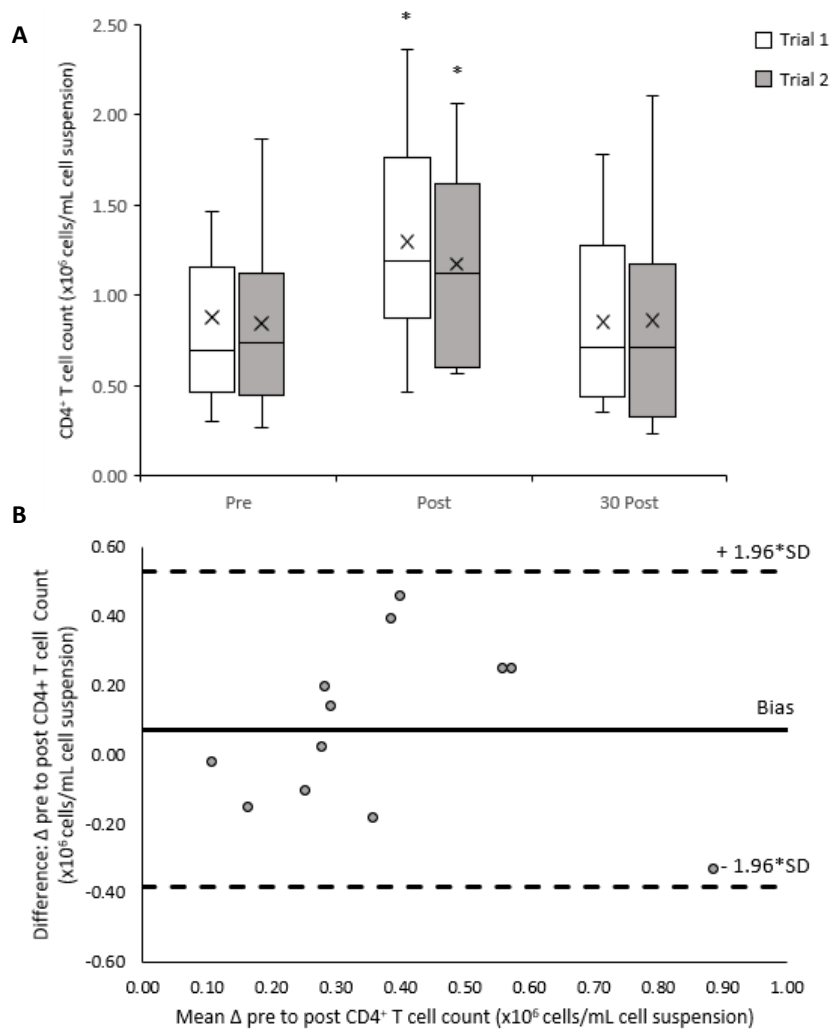 A
2.50
2.00
1.50
1.00
0.50
0.00
CD4⁺ T cell count (x10⁶ cells/mL cell suspension)
*
*
Trial 1
Trial 2
Pre
Post
30 Post
B
0.60
0.40
0.20
0.00
-0.20
-0.40
-0.60
Difference: Δ pre to post CD4+ T cell Count
(x10⁶ cells/mL cell suspension)
+ 1.96*SD
Bias
- 1.96*SD
0.00 0.10 0.20 0.30 0.40 0.50 0.60 0.70 0.80 0.90 1.00
Mean Δ pre to post CD4⁺ T cell count (x10⁶ cells/mL cell suspension)